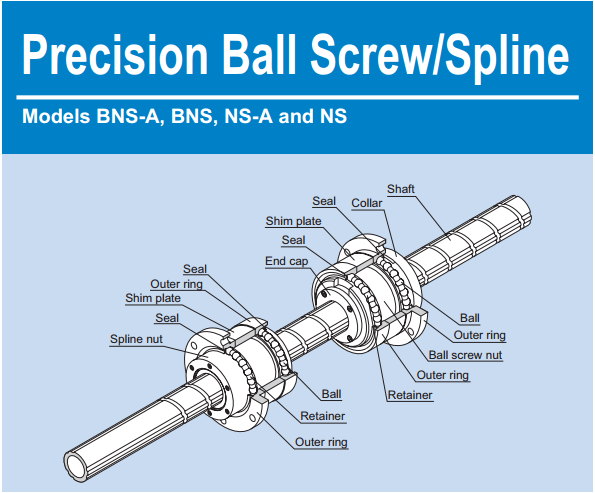 Precision Ball Screw/Spline
Models BNS-A, BNS, NS-A and NS
Shaft
Seal
Collar
Shim plate
Seal
End cap
Seal
Outer ring
Shim plate
Seal
Spline nut
Ball
Outer ring
Ball screw nut
Outer ring
Retainer
Ball
Retainer
Outer ring